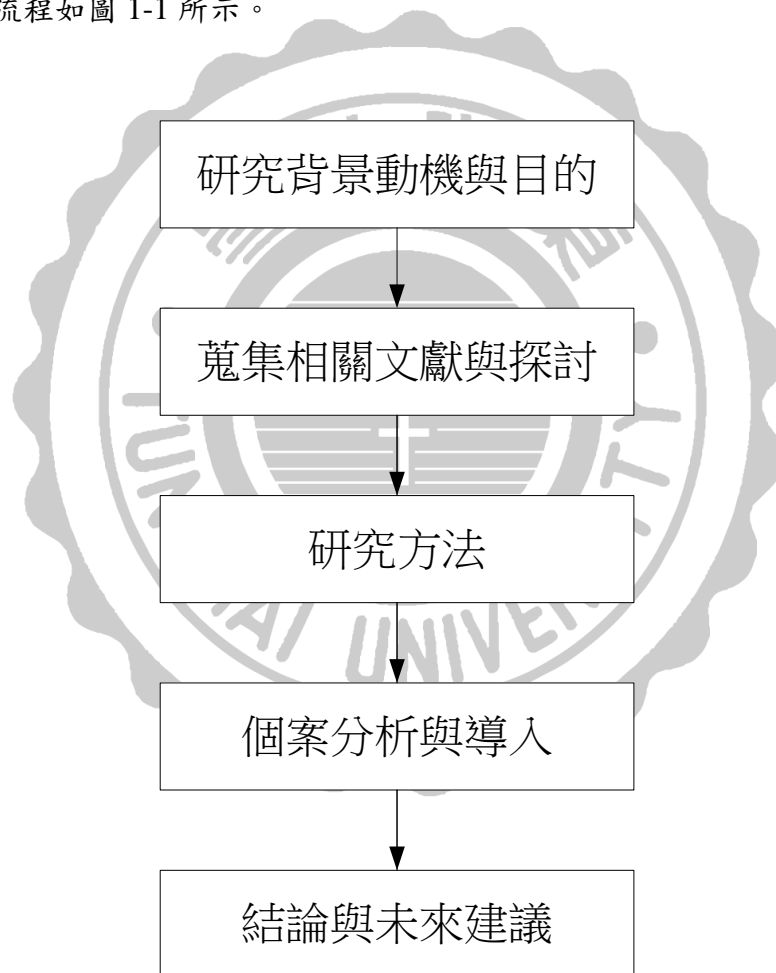 流程如圖 1-1 所示。
研究背景動機與目的
蒐集相關文獻與探討
研究方法
個案分析與導入
結論與未來建議
UNIVERSITY